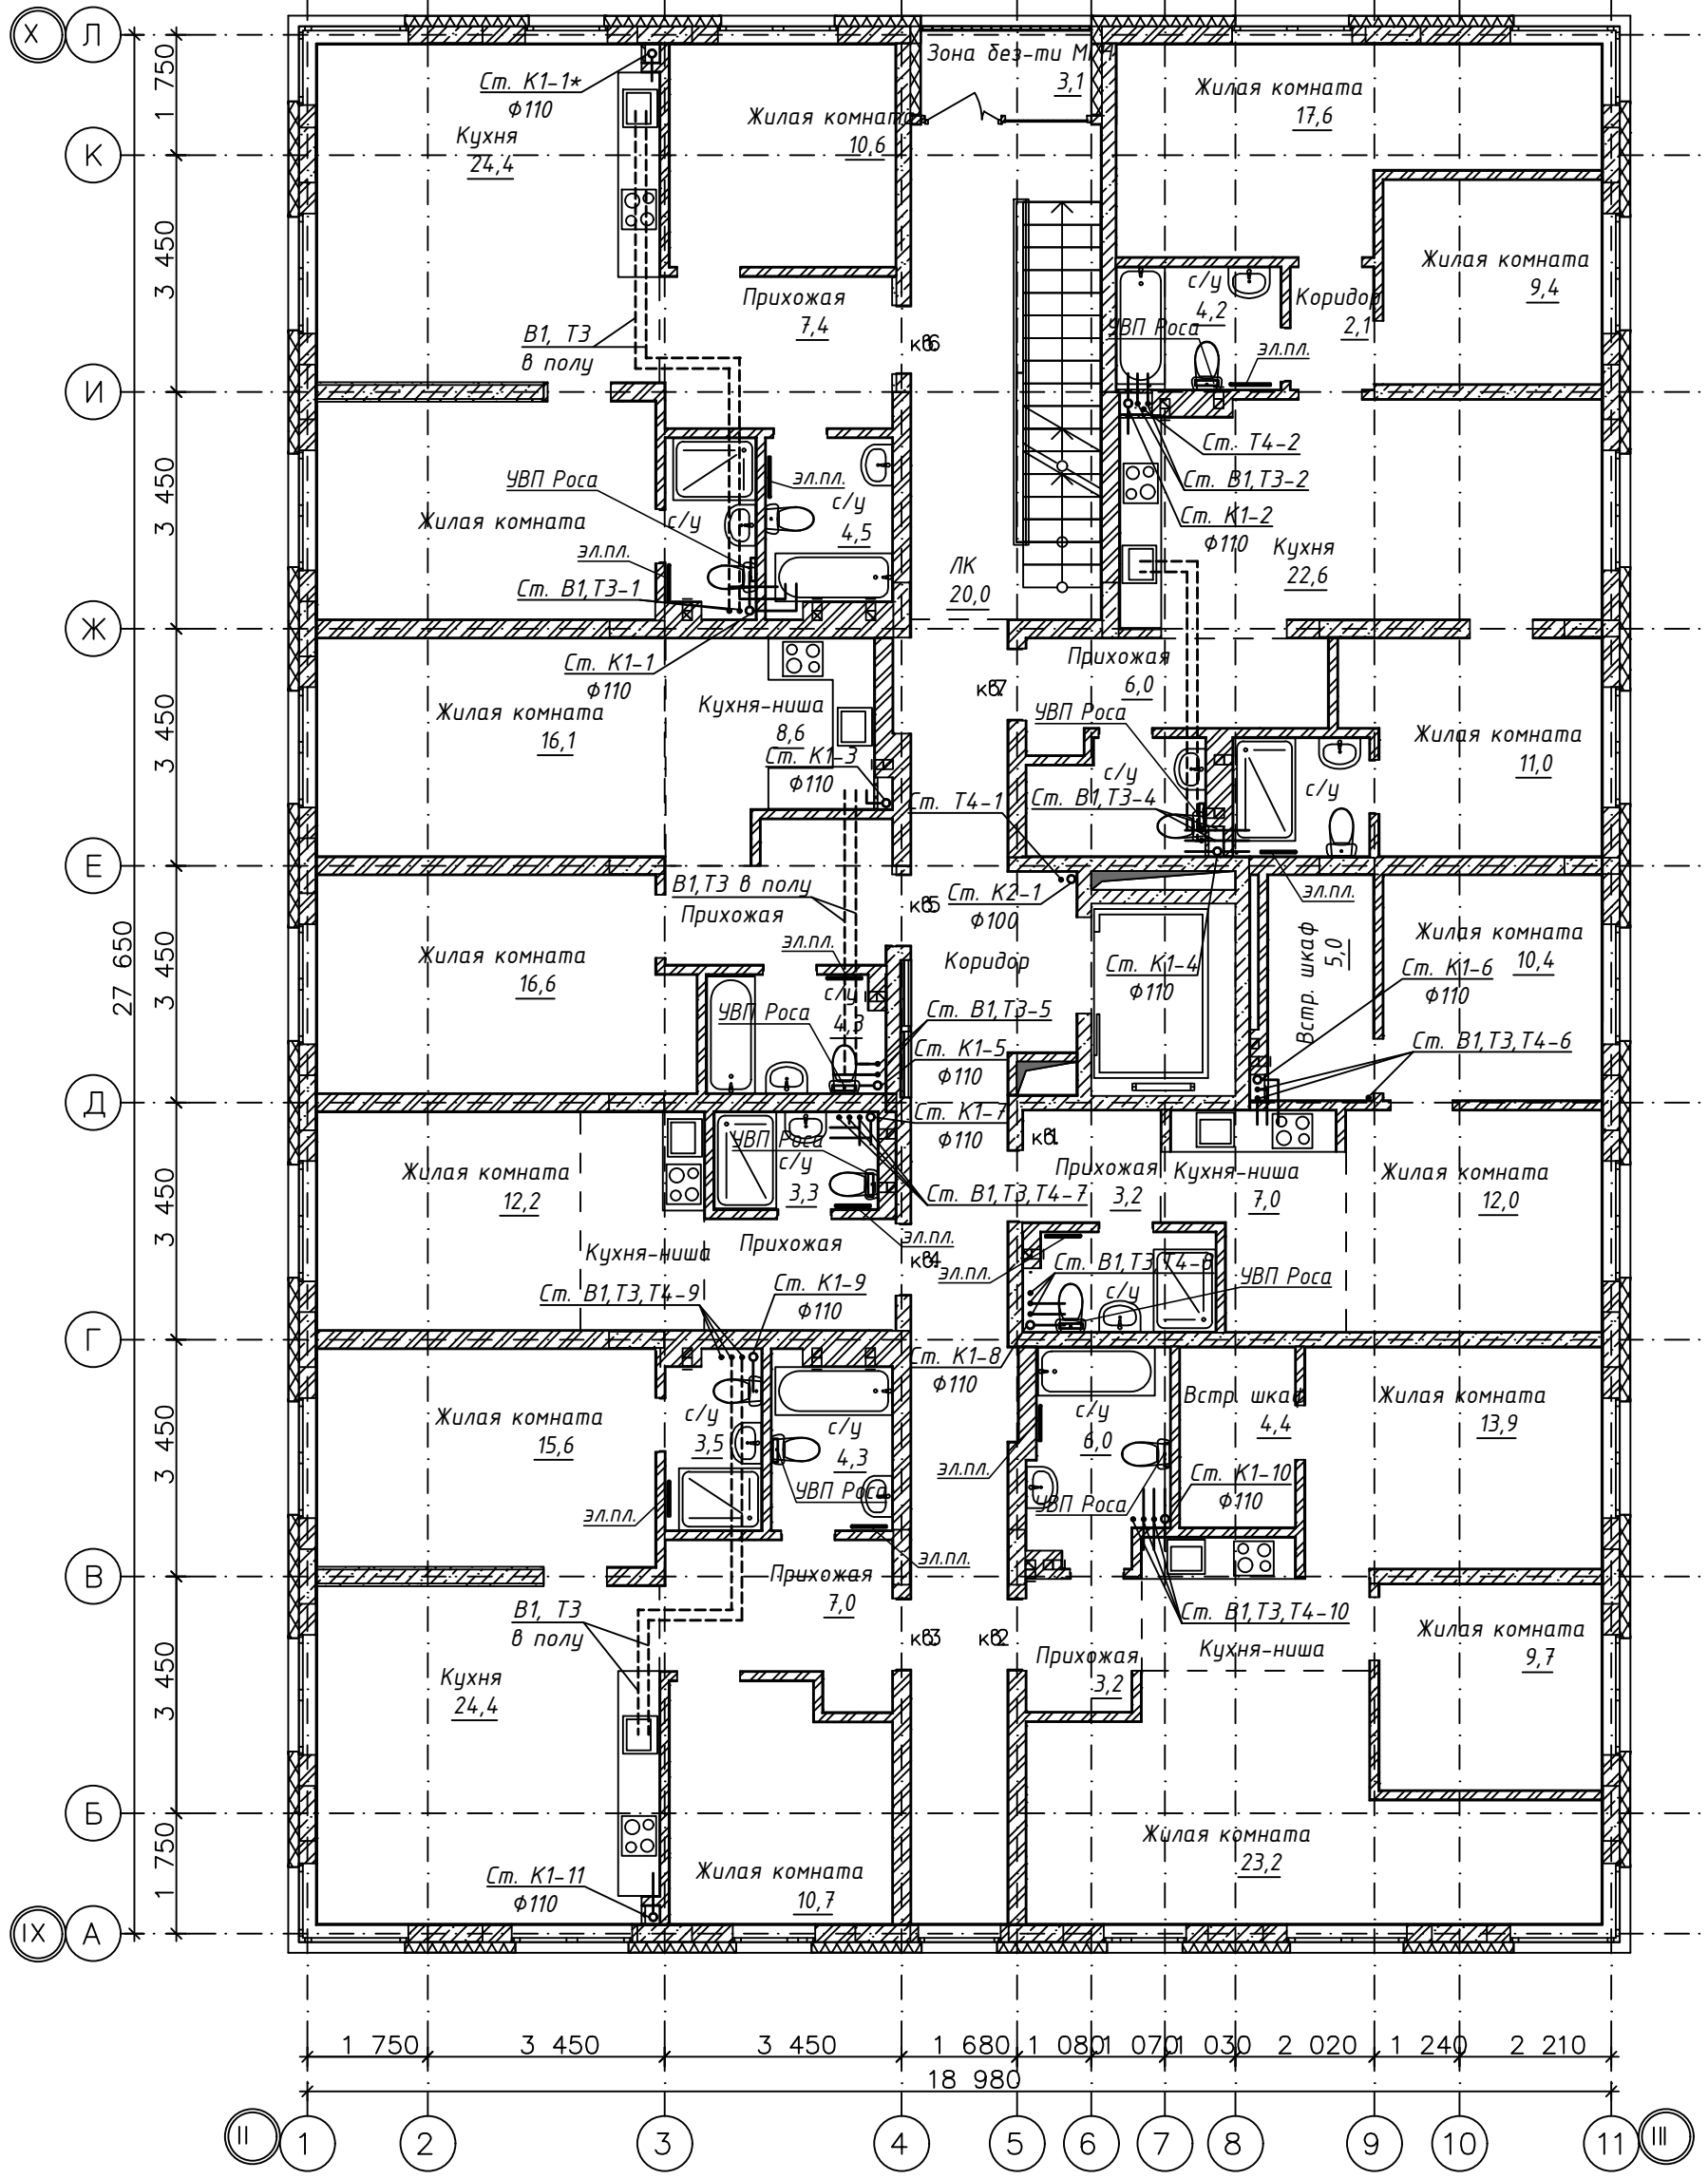 Х Л
К
И
Ж
Е
Д
Г
В
Б
IX А
1 750
3 450
3 450
3 450
3 450
3 450
3 450
3 450
1 750
27 650
Ст. К1-1*
Ф110
Кухня
24,4
Жилая комната
10,6
Зона без-ти
3,1
Жилая комната
17,6
Жилая комната
9,4
Прихожая
7,4
с/у
4,2
Коридор
2,1
УВП Роса
эл.пл.
В1, Т3
в полу
кв6
УВП Роса
Жилая комната
эл.пл.
Ст. В1,Т3-1
с/у
эл.пл.
с/у
4,5
ЛК
20,0
Ст. Т4-2
Ст. В1,Т3-2
Ст. К1-2
Ф110
Кухня
22,6
Ст. К1-1
Ф110
Жилая комната
16,1
Кухня-ниша
8,6
Ст. К1-3
Ф110
кв7
Прихожая
6,0
УВП Роса
с/у
Ст. Т4-1
Ст. В1,Т3-4
с/у
Жилая комната
11,0
В1,Т3 в полу
Прихожая
эл.пл.
кв5
Ст. К2-1
Ф100
Коридор
Ст. К1-4
Ф110
эл.пл.
Встр. шкаф
5,0
Жилая комната
10,4
Ст. К1-6
Ф110
Ст. В1,Т3,Т4-6
Жилая комната
16,6
с/у
4,3
УВП Роса
Ст. В1,Т3-5
Ст. К1-5
Ф110
Ст. К1-7
Ф110
Жилая комната
12,2
УВП Роса
с/у
3,3
Ст. В1,Т3,Т4-7
кв1
Прихожая
3,2
Кухня-ниша
7,0
Жилая комната
12,0
Кухня-ниша
Прихожая
эл.пл.
кв4
эл.пл.
Ст. В1,Т3,Т4-8
с/у
УВП Роса
Ст. В1,Т3,Т4-9
Ст. К1-9
Ф110
Ст. К1-8
Ф110
Жилая комната
15,6
с/у
3,5
с/у
4,3
УВП Роса
эл.пл.
эл.пл.
эл.пл.
с/у
6,0
УВП Роса
Встр. шкаф
4,4
Ст. К1-10
Ф110
Жилая комната
13,9
Прихожая
7,0
В1, Т3
в полу
кв3
кв2
Ст. В1,Т3,Т4-10
Прихожая
3,2
Кухня-ниша
Жилая комната
9,7
Кухня
24,4
Ст. К1-11
Ф110
Жилая комната
10,7
Жилая комната
23,2
1 750 3 450 3 450 1 680 1 080 1 070 1 030 2 020 1 240 2 210
18 980
II 1 2 3 4 5 6 7 8 9 10 11 III